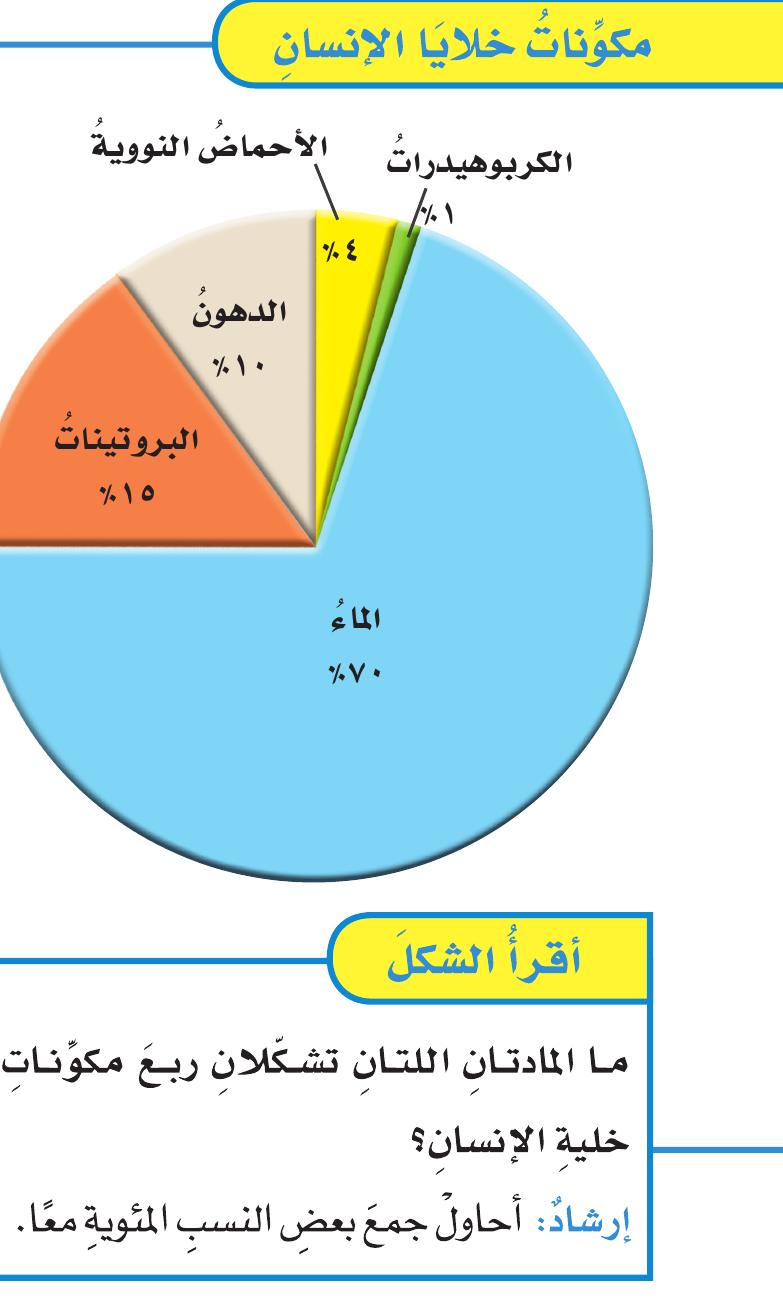 مكوِّناتُ خلايَا الإنسانِ
الكربوهيدراتُ
٪١
الأحماضُ النوويةُ
٪٤
الدهونُ
٪١٠
البروتيناتُ
٪١٥
الماءُ
٪٧٠
أقرأُ الشكلَ
ما المادتانِ اللتانِ تشكّلانِ ربعَ مكوِّناتِ
خليةِ الإنسانِ؟
إرشادٌ: أحاولُ جمعَ بعضِ النسبِ المئويةِ معًا.